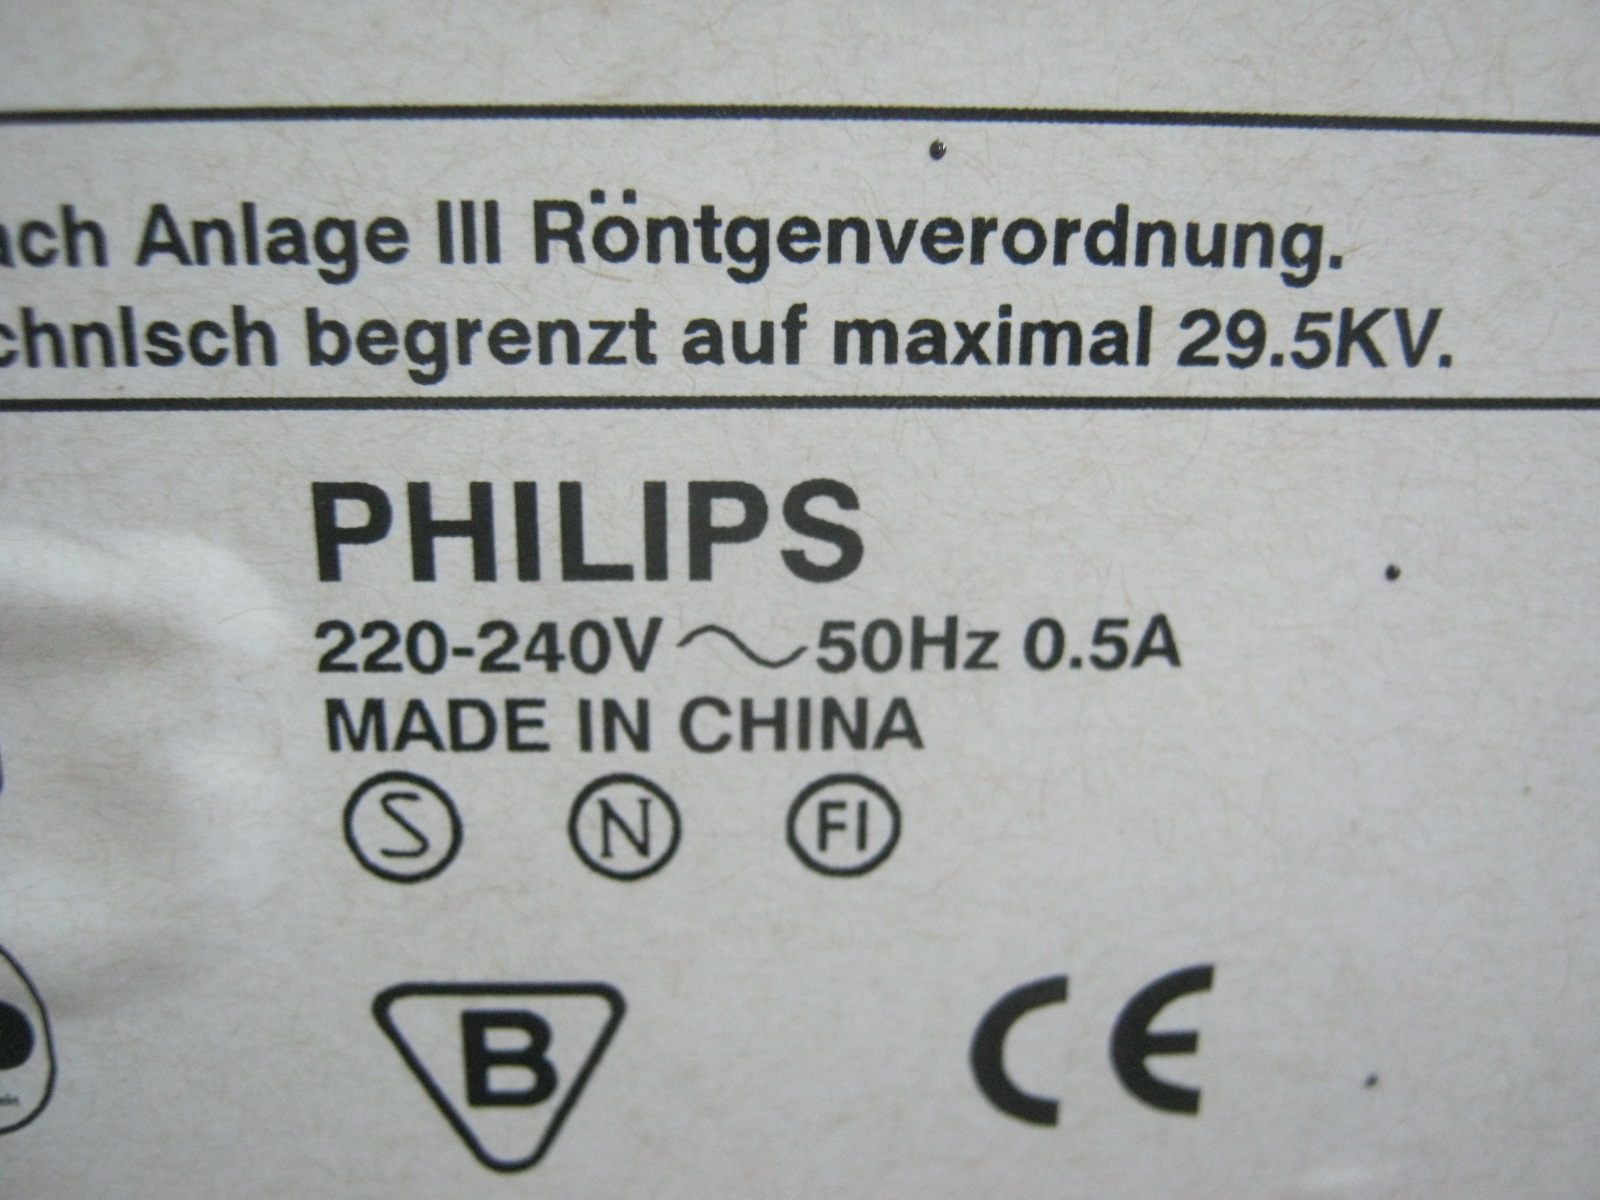 ach Anlage III Röntgenverordnung.
chnIsch begrenzt auf maximal 29.5KV.
PHILIPS
220-240V～50Hz 0.5A
MADE IN CHINA
S N FI
B CE